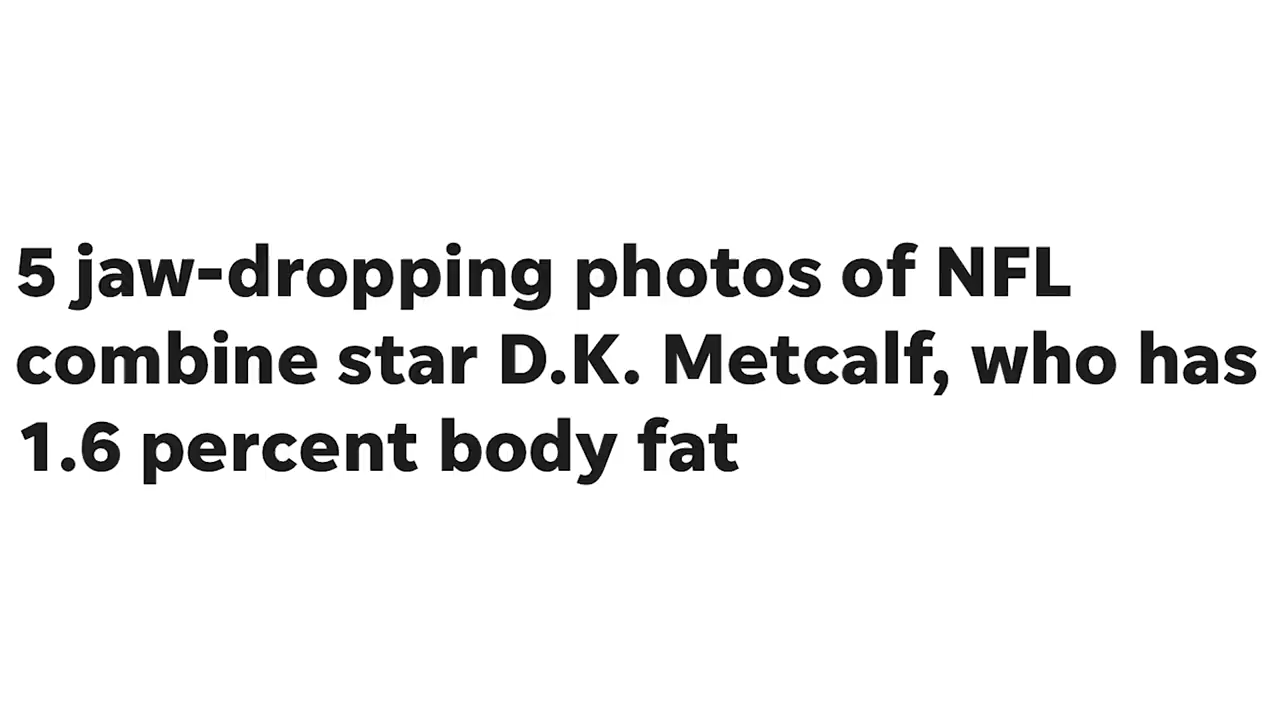 5 jaw-dropping photos of NFL
combine star D.K. Metcalf, who has
1.6 percent body fat